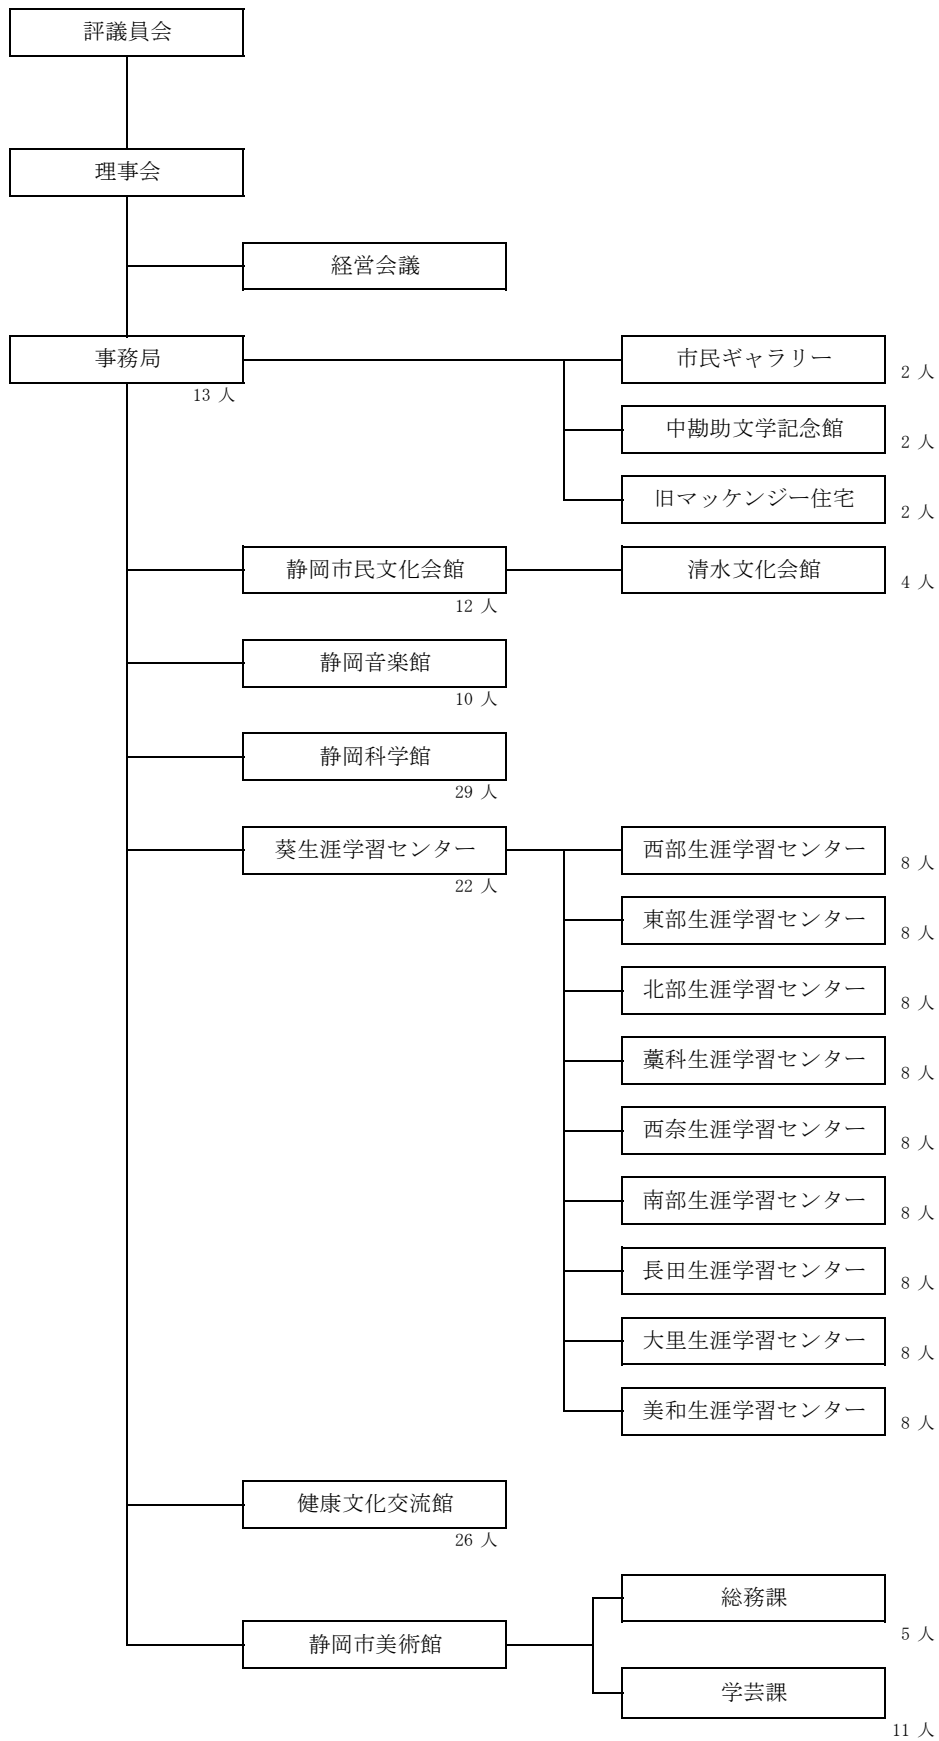 評議員会
理事会
経営会議
事務局
13 人
市民ギャラリー
2 人
中勘助文学記念館
2 人
旧マッケンジー住宅
2 人
静岡市民文化会館
12 人
清水文化会館
4 人
静岡音楽館
10 人
静岡科学館
29 人
葵生涯学習センター
22 人
西部生涯学習センター
8 人
東部生涯学習センター
8 人
北部生涯学習センター
8 人
藁科生涯学習センター
8 人
西奈生涯学習センター
8 人
南部生涯学習センター
8 人
長田生涯学習センター
8 人
大里生涯学習センター
8 人
美和生涯学習センター
8 人
健康文化交流館
26 人
静岡市美術館
総務課
5 人
学芸課
11 人